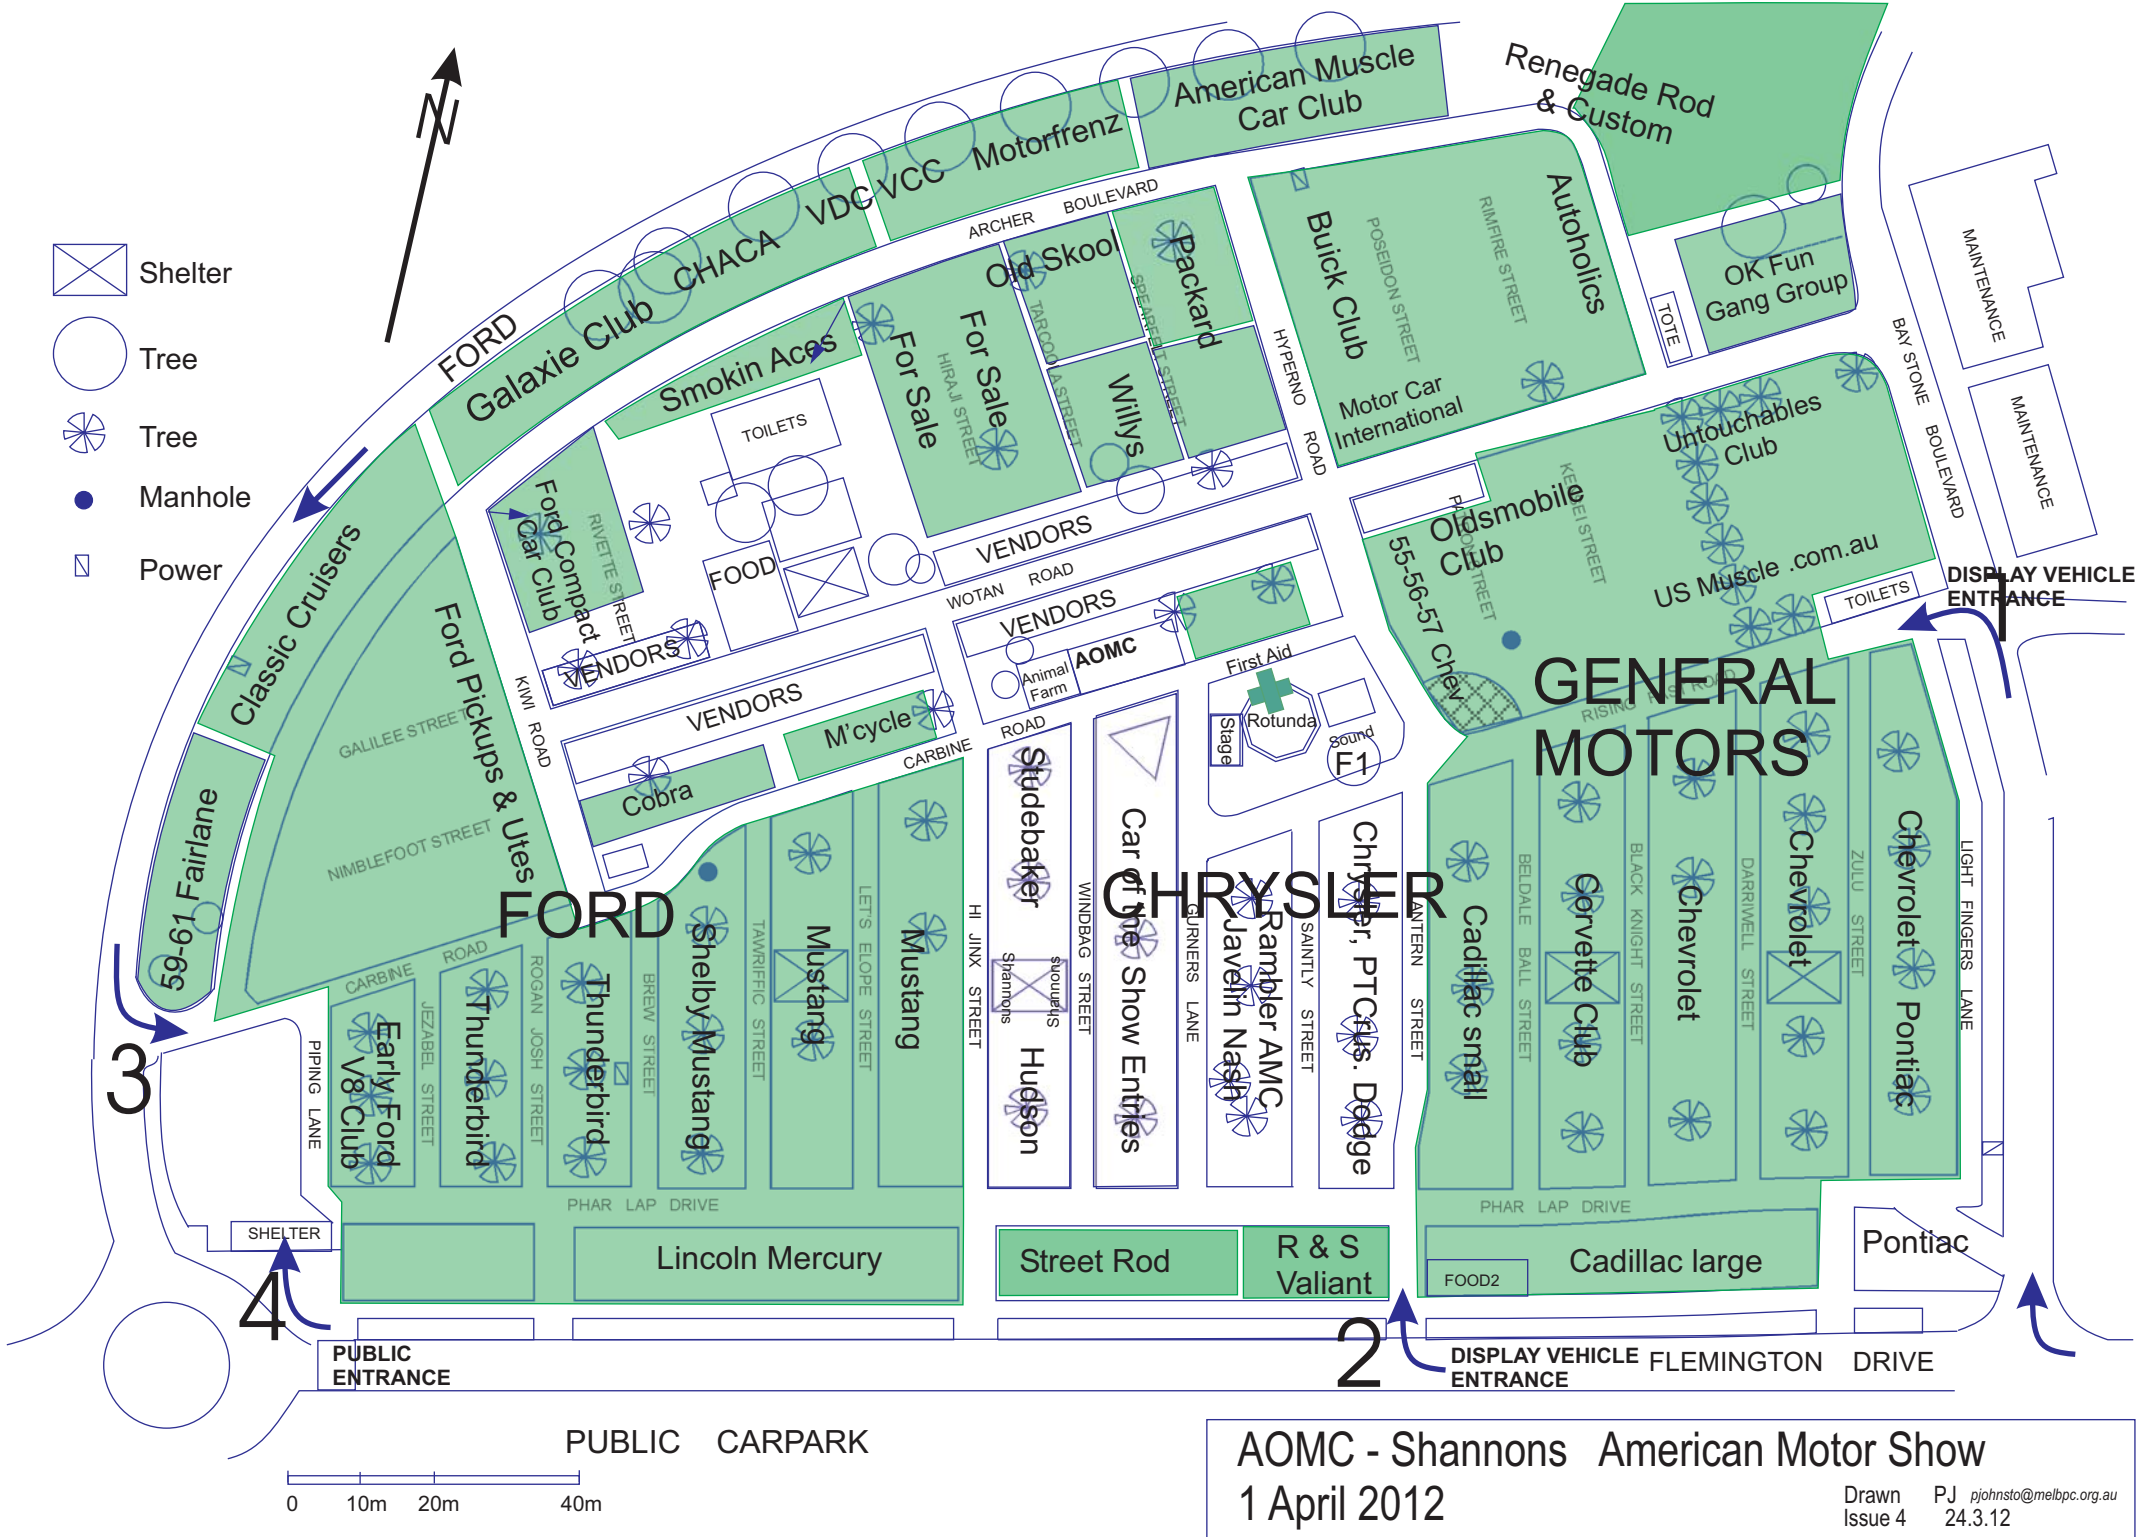 Shelter
Tree
Tree
Manhole
Power
N
FORD
Galaxie Club
CHACA
VDC
VCC
Motorfrenz
American Muscle
Car Club
Renegade Rod
& Custom
ARCHER BOULEVARD
Smokin Aces
TOILETS
For Sale
For Sale
HIRAJI STREET
Old Skool
TARCOOLA STREET
Packard
SPEARFELT STREET
Willys
HYPERNO ROAD
Buick Club
POSEIDON STREET
RIMFIRE STREET
Autoholics
Motor Car
International
TOTE
OK Fun
Gang Group
BAY STONE BOULEVARD
MAINTENANCE
MAINTENANCE
Classic Cruisers
Ford Pickups & Utes
GALILEE STREET
NIMBLEFOOT STREET
59-61 Fairlane
Ford Compact
Car Club
RIVETTE STREET
FOOD
VENDORS
VENDORS
WOTAN ROAD
VENDORS
VENDORS
KIWI ROAD
M'cycle
Cobra
CARBINE ROAD
Animal
Farm
AOMC
First Aid
Rotunda
Stage
Sound
F1
Oldsmobile
Club
55-56-57 Chev
Untouchables
Club
US Muscle .com.au
TOILETS
DISPLAY VEHICLE
ENTRANCE
1
GENERAL
MOTORS
RISING FAST ROAD
FORD
CHRYSLER
CARBINE ROAD
PIPING LANE
Early Ford
V8 Club
JEZABEL STREET
Thunderbird
ROGAN JOSH STREET
Thunderbird
BREW STREET
Shelby Mustang
TAWRIFFIC STREET
Mustang
LET'S ELOPE STREET
Mustang
HI JINX STREET
Studebaker
Shannons
Shannons
Hudson
WINDBAG STREET
Car of the Show Entries
GURNERS LANE
Javelin Nash
Rambler AMC
SAINTLY STREET
Chrysler, PTCruis. Dodge
STREET
Cadillac small
BELDALE BALL STREET
Corvette Club
BLACK KNIGHT STREET
Chevrolet
DARRIWELL STREET
Chevrolet
ZULU STREET
Chevrolet Pontiac
LIGHT FINGERS LANE
3
SHELTER
4
PHAR LAP DRIVE
PHAR LAP DRIVE
Lincoln Mercury
Street Rod
R & S
Valiant
FOOD2
Cadillac large
Pontiac
PUBLIC
ENTRANCE
2
DISPLAY VEHICLE
ENTRANCE
FLEMINGTON DRIVE
PUBLIC CARPARK
0 10m 20m 40m
AOMC - Shannons American Motor Show
1 April 2012
Drawn PJ pjohnsto@melbpc.org.au
Issue 4 24.3.12